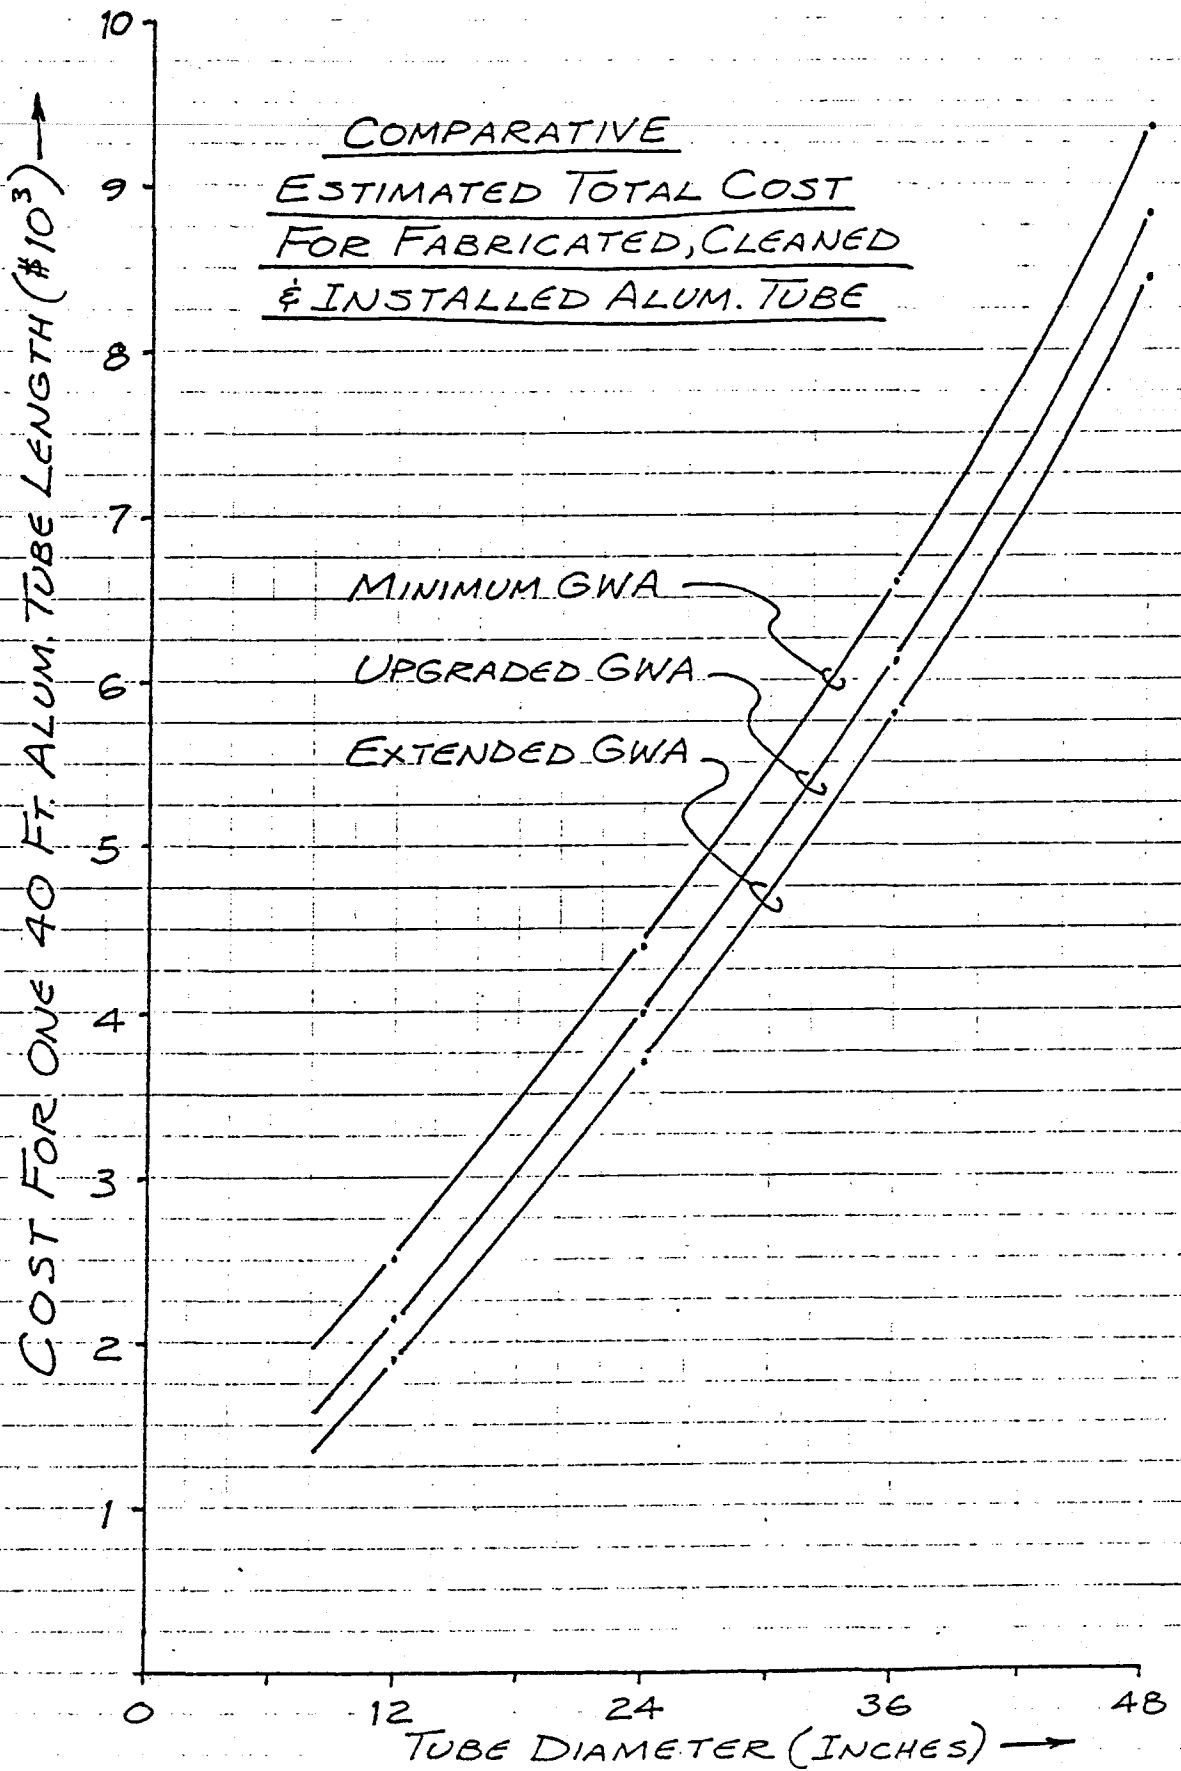 COMPARATIVE
ESTIMATED TOTAL COST
FOR FABRICATED, CLEANED
& INSTALLED ALUM. TUBE
COST FOR ONE 40 FT. ALUM. TUBE LENGTH ($10³)
10
9
8
7
6
5
4
3
2
1
MINIMUM GWA
UPGRADED GWA
EXTENDED GWA
0 12 24 36 48
TUBE DIAMETER (INCHES)